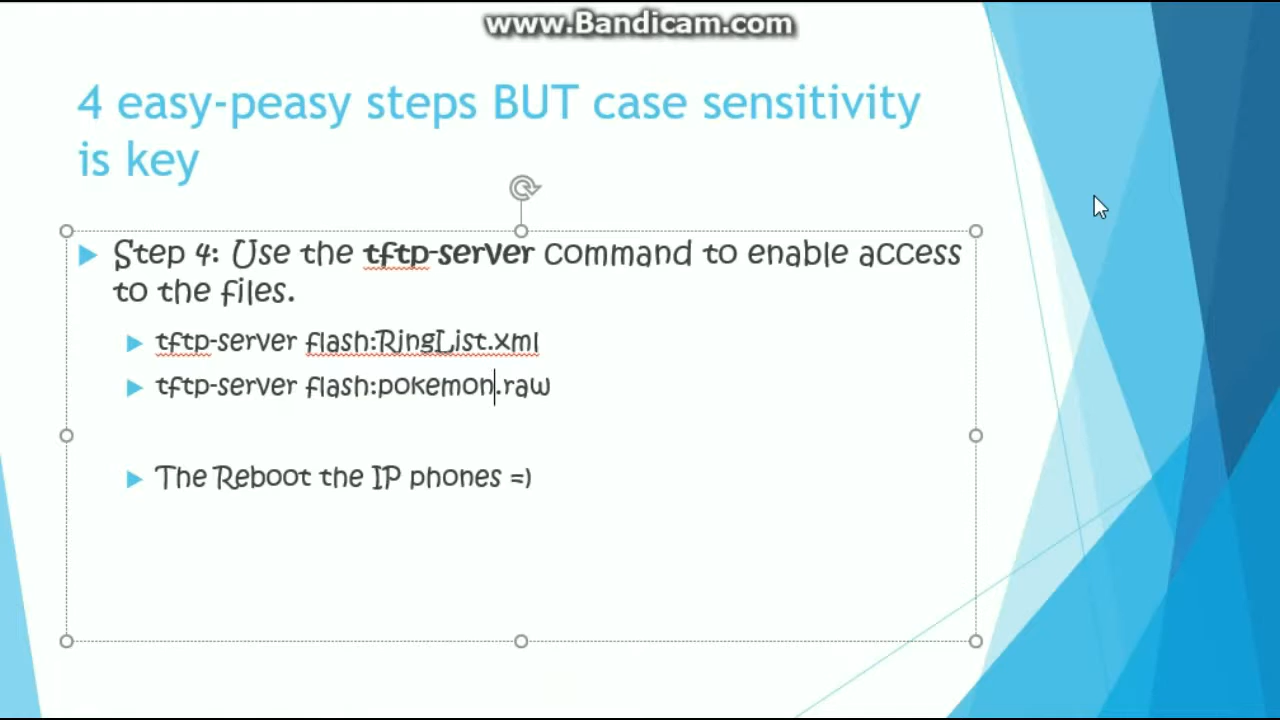 www.Bandicam.com
4 easy-peasy steps BUT case sensitivity
is key
Step 4: Use the tftp-server command to enable access
to the files.
tftp-server flash:RingList.xml
tftp-server flash:pokemon.raw
The Reboot the IP phones =)